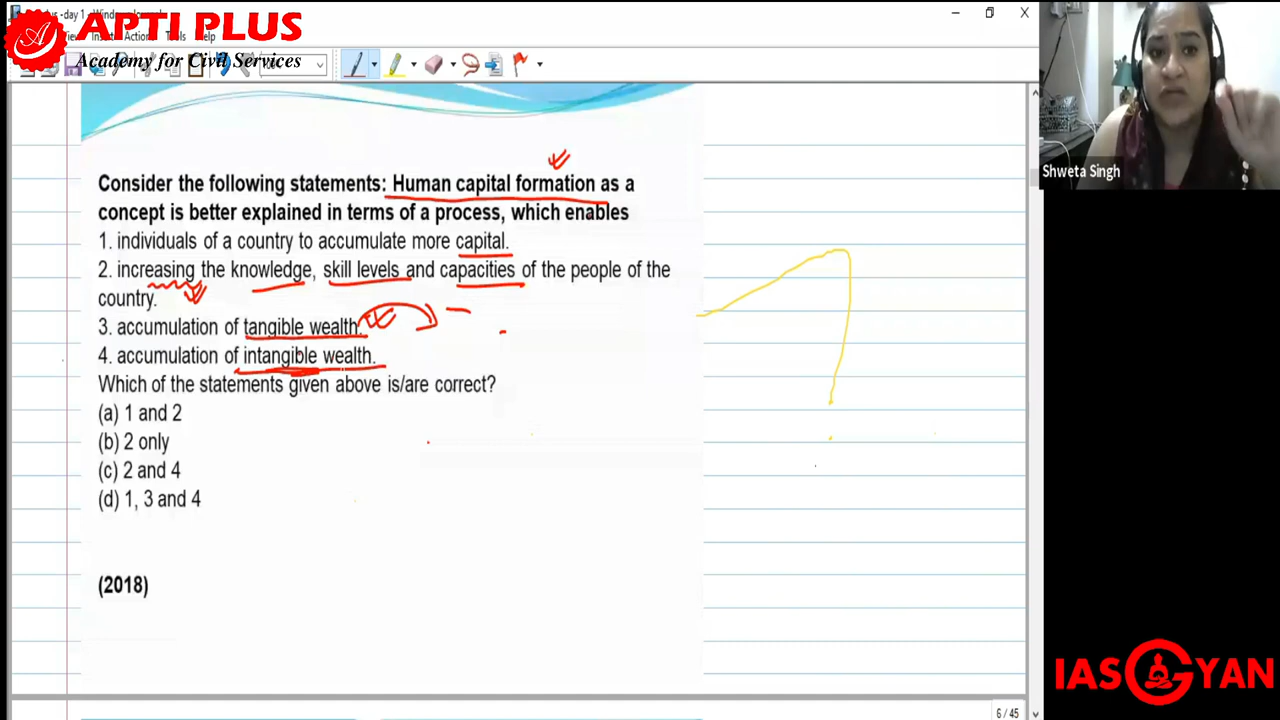 APTI PLUS
Academy for Civil Services
Actions Tools
Shweta Singh
Consider the following statements: Human capital formation as a
concept is better explained in terms of a process, which enables
1. individuals of a country to accumulate more capital.
2. increasing the knowledge, skill levels and capacities of the people of the
country.
3. accumulation of tangible wealth.
4. accumulation of intangible wealth.
Which of the statements given above is/are correct?
(a) 1 and 2
(b) 2 only
(c) 2 and 4
(d) 1, 3 and 4
(2018)
IASGYAN
6 / 45